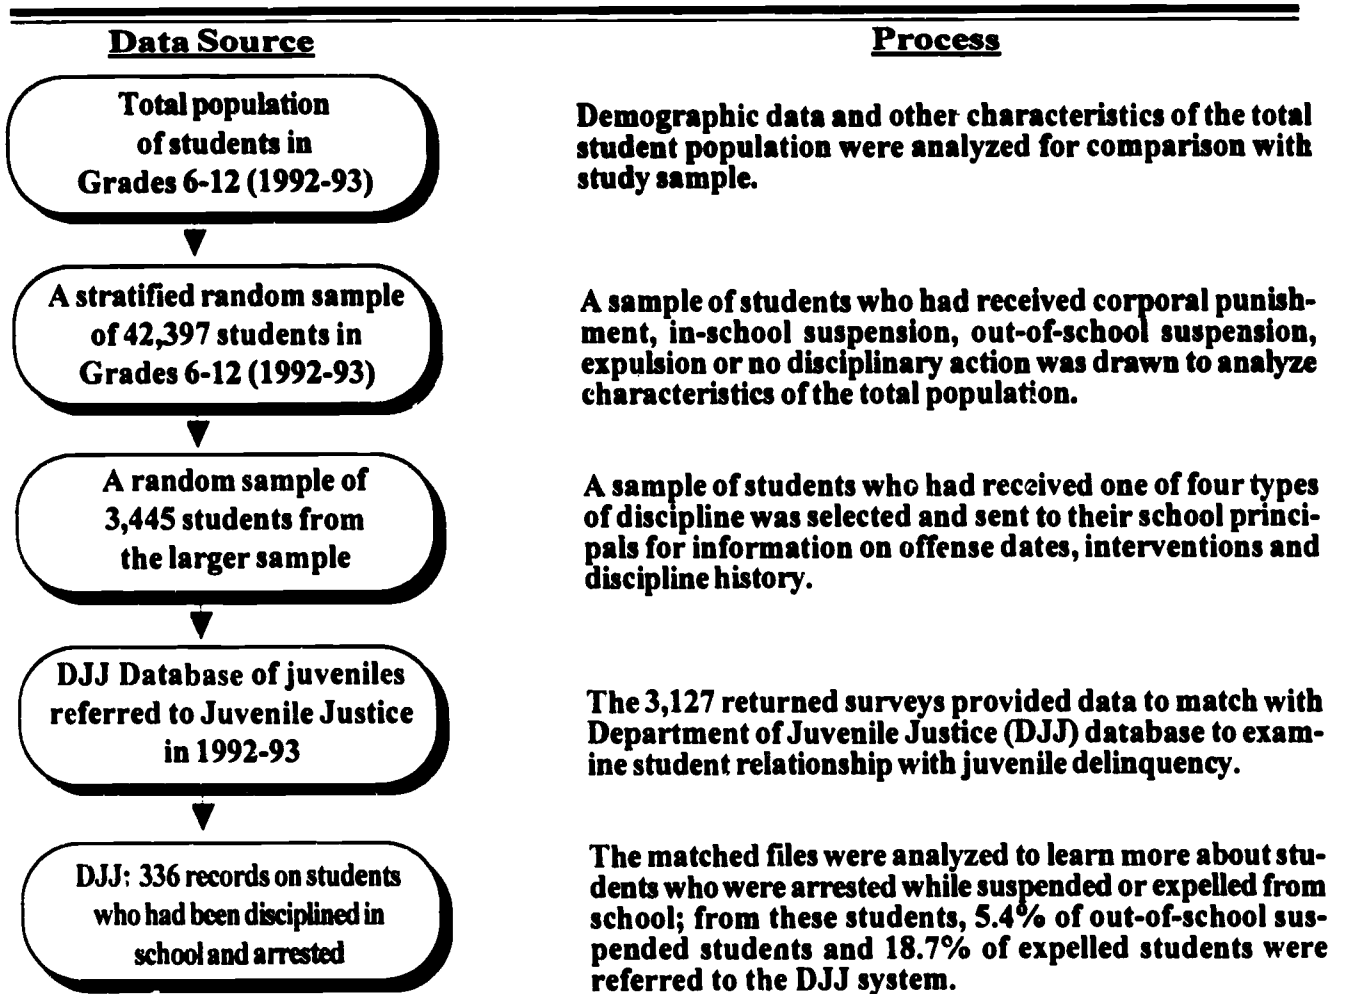 Data Source
Process
Total population
of students in
Grades 6-12 (1992-93)
Demographic data and other characteristics of the total
student population were analyzed for comparison with
study sample.
A stratified random sample
of 42,397 students in
Grades 6-12 (1992-93)
A sample of students who had received corporal punish-
ment, in-school suspension, out-of-school suspension,
expulsion or no disciplinary action was drawn to analyze
characteristics of the total population.
A random sample of
3,445 students from
the larger sample
A sample of students who had received one of four types
of discipline was selected and sent to their school princi-
pals for information on offense dates, interventions and
discipline history.
DJJ Database of juveniles
referred to Juvenile Justice
in 1992-93
The 3,127 returned surveys provided data to match with
Department of Juvenile Justice (DJJ) database to exam-
ine student relationship with juvenile delinquency.
DJJ: 336 records on students
who had been disciplined in
school and arrested
The matched files were analyzed to learn more about stu-
dents who were arrested while suspended or expelled from
school; from these students, 5.4% of out-of-school sus-
pended students and 18.7% of expelled students were
referred to the DJJ system.